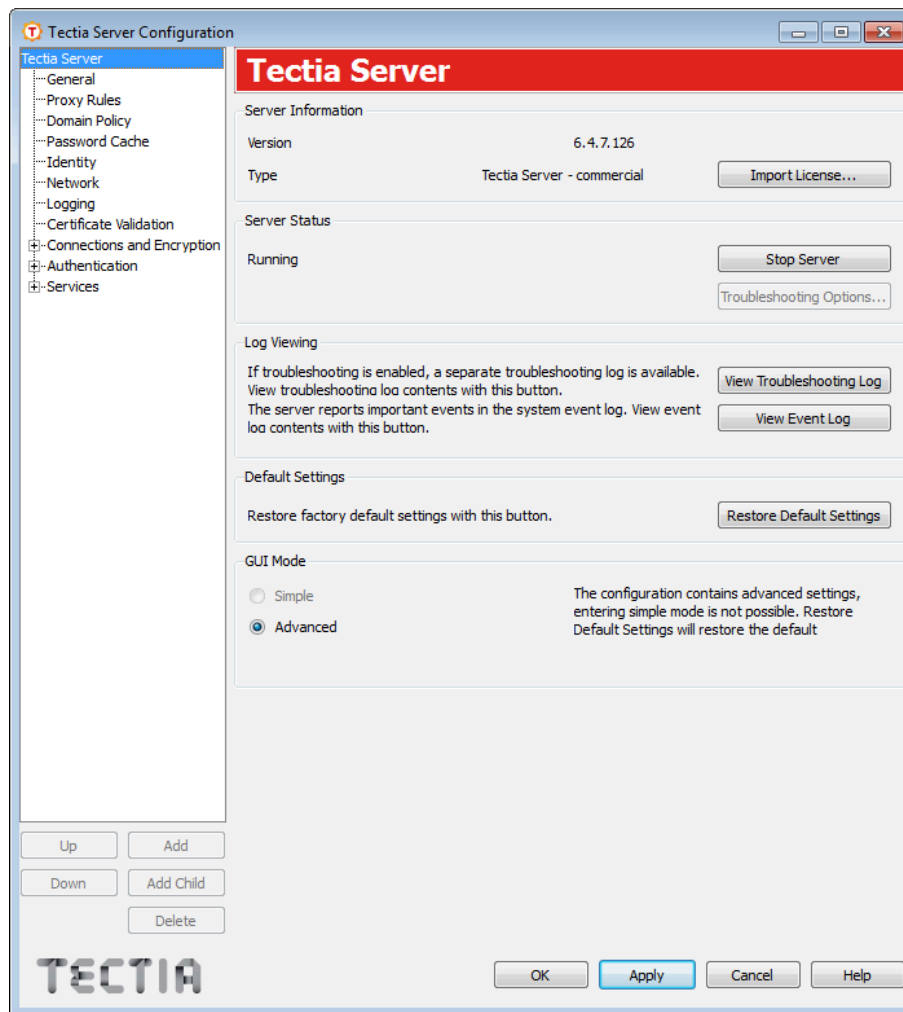 Tectia Server Configuration
Tectia Server
General
Proxy Rules
Domain Policy
Password Cache
Identity
Network
Logging
Certificate Validation
Connections and Encryption
Authentication
Services
Up
Add
Down
Add Child
Delete
TECTIA
Tectia Server
Server Information
Version 6.4.7.126
Type Tectia Server - commercial Import License...
Server Status
Running Stop Server
Troubleshooting Options...
Log Viewing
If troubleshooting is enabled, a separate troubleshooting log is available.
View troubleshooting log contents with this button.
View Troubleshooting Log
The server reports important events in the system event log. View event
log contents with this button.
View Event Log
Default Settings
Restore factory default settings with this button. Restore Default Settings
GUI Mode
Simple
Advanced
The configuration contains advanced settings,
entering simple mode is not possible. Restore
Default Settings will restore the default
OK Apply Cancel Help